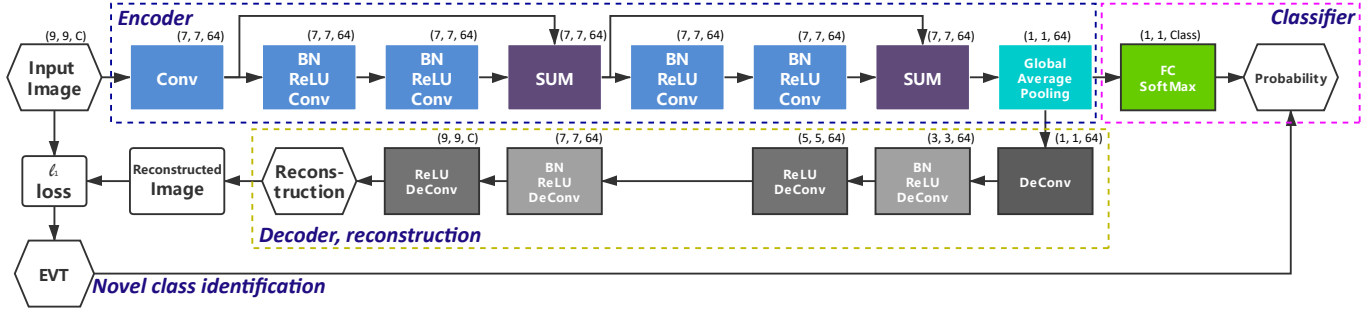 Encoder
Classifier
(9, 9, C)
(7, 7, 64)
(7, 7, 64)
(7, 7, 64)
(7, 7, 64)
(7, 7, 64)
(7, 7, 64)
(7, 7, 64)
(1, 1, 64)
(1, 1, Class)
Input
Image
Conv
BN
ReLU
Conv
BN
ReLU
Conv
SUM
BN
ReLU
Conv
BN
ReLU
Conv
SUM
Global
Average
Pooling
FC
SoftMax
Probability
(9, 9, C)
(7, 7, 64)
(5, 5, 64)
(3, 3, 64)
(1, 1, 64)
ℓ₁
loss
Reconstructed
Image
Recons-
truction
ReLU
DeConv
BN
ReLU
DeConv
ReLU
DeConv
BN
ReLU
DeConv
DeConv
Decoder, reconstruction
EVT
Novel class identification